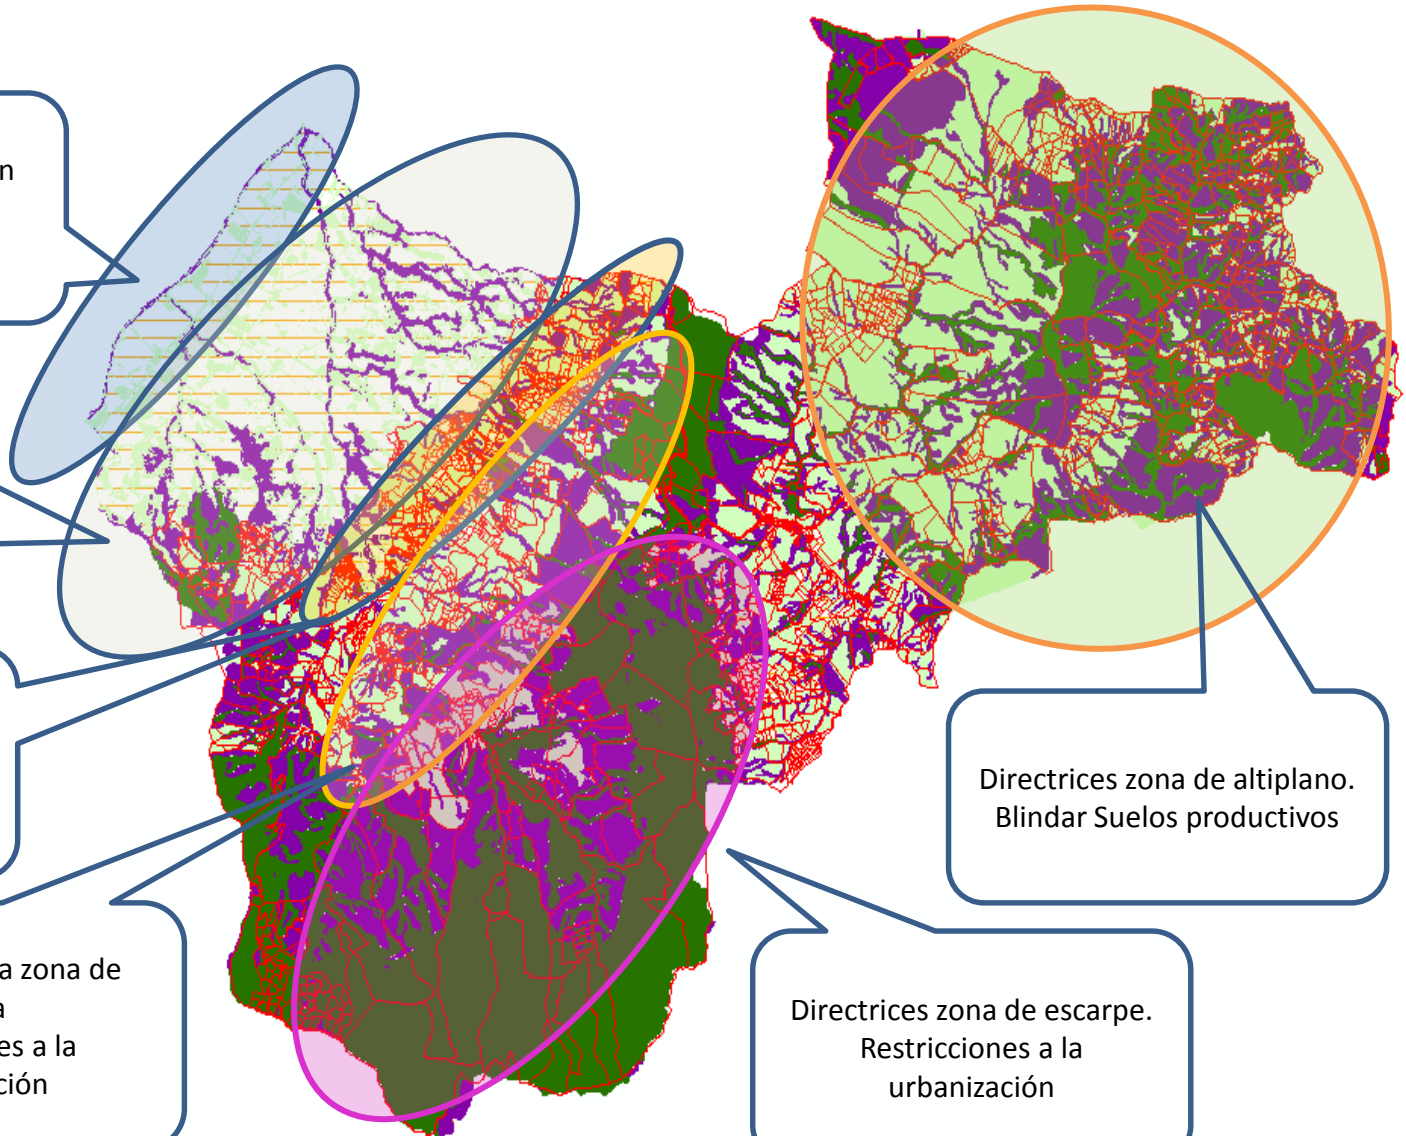 n
a zona de
a
es a la
ción
Directrices zona de altiplano.
Blindar Suelos productivos
Directrices zona de escarpe.
Restricciones a la
urbanización